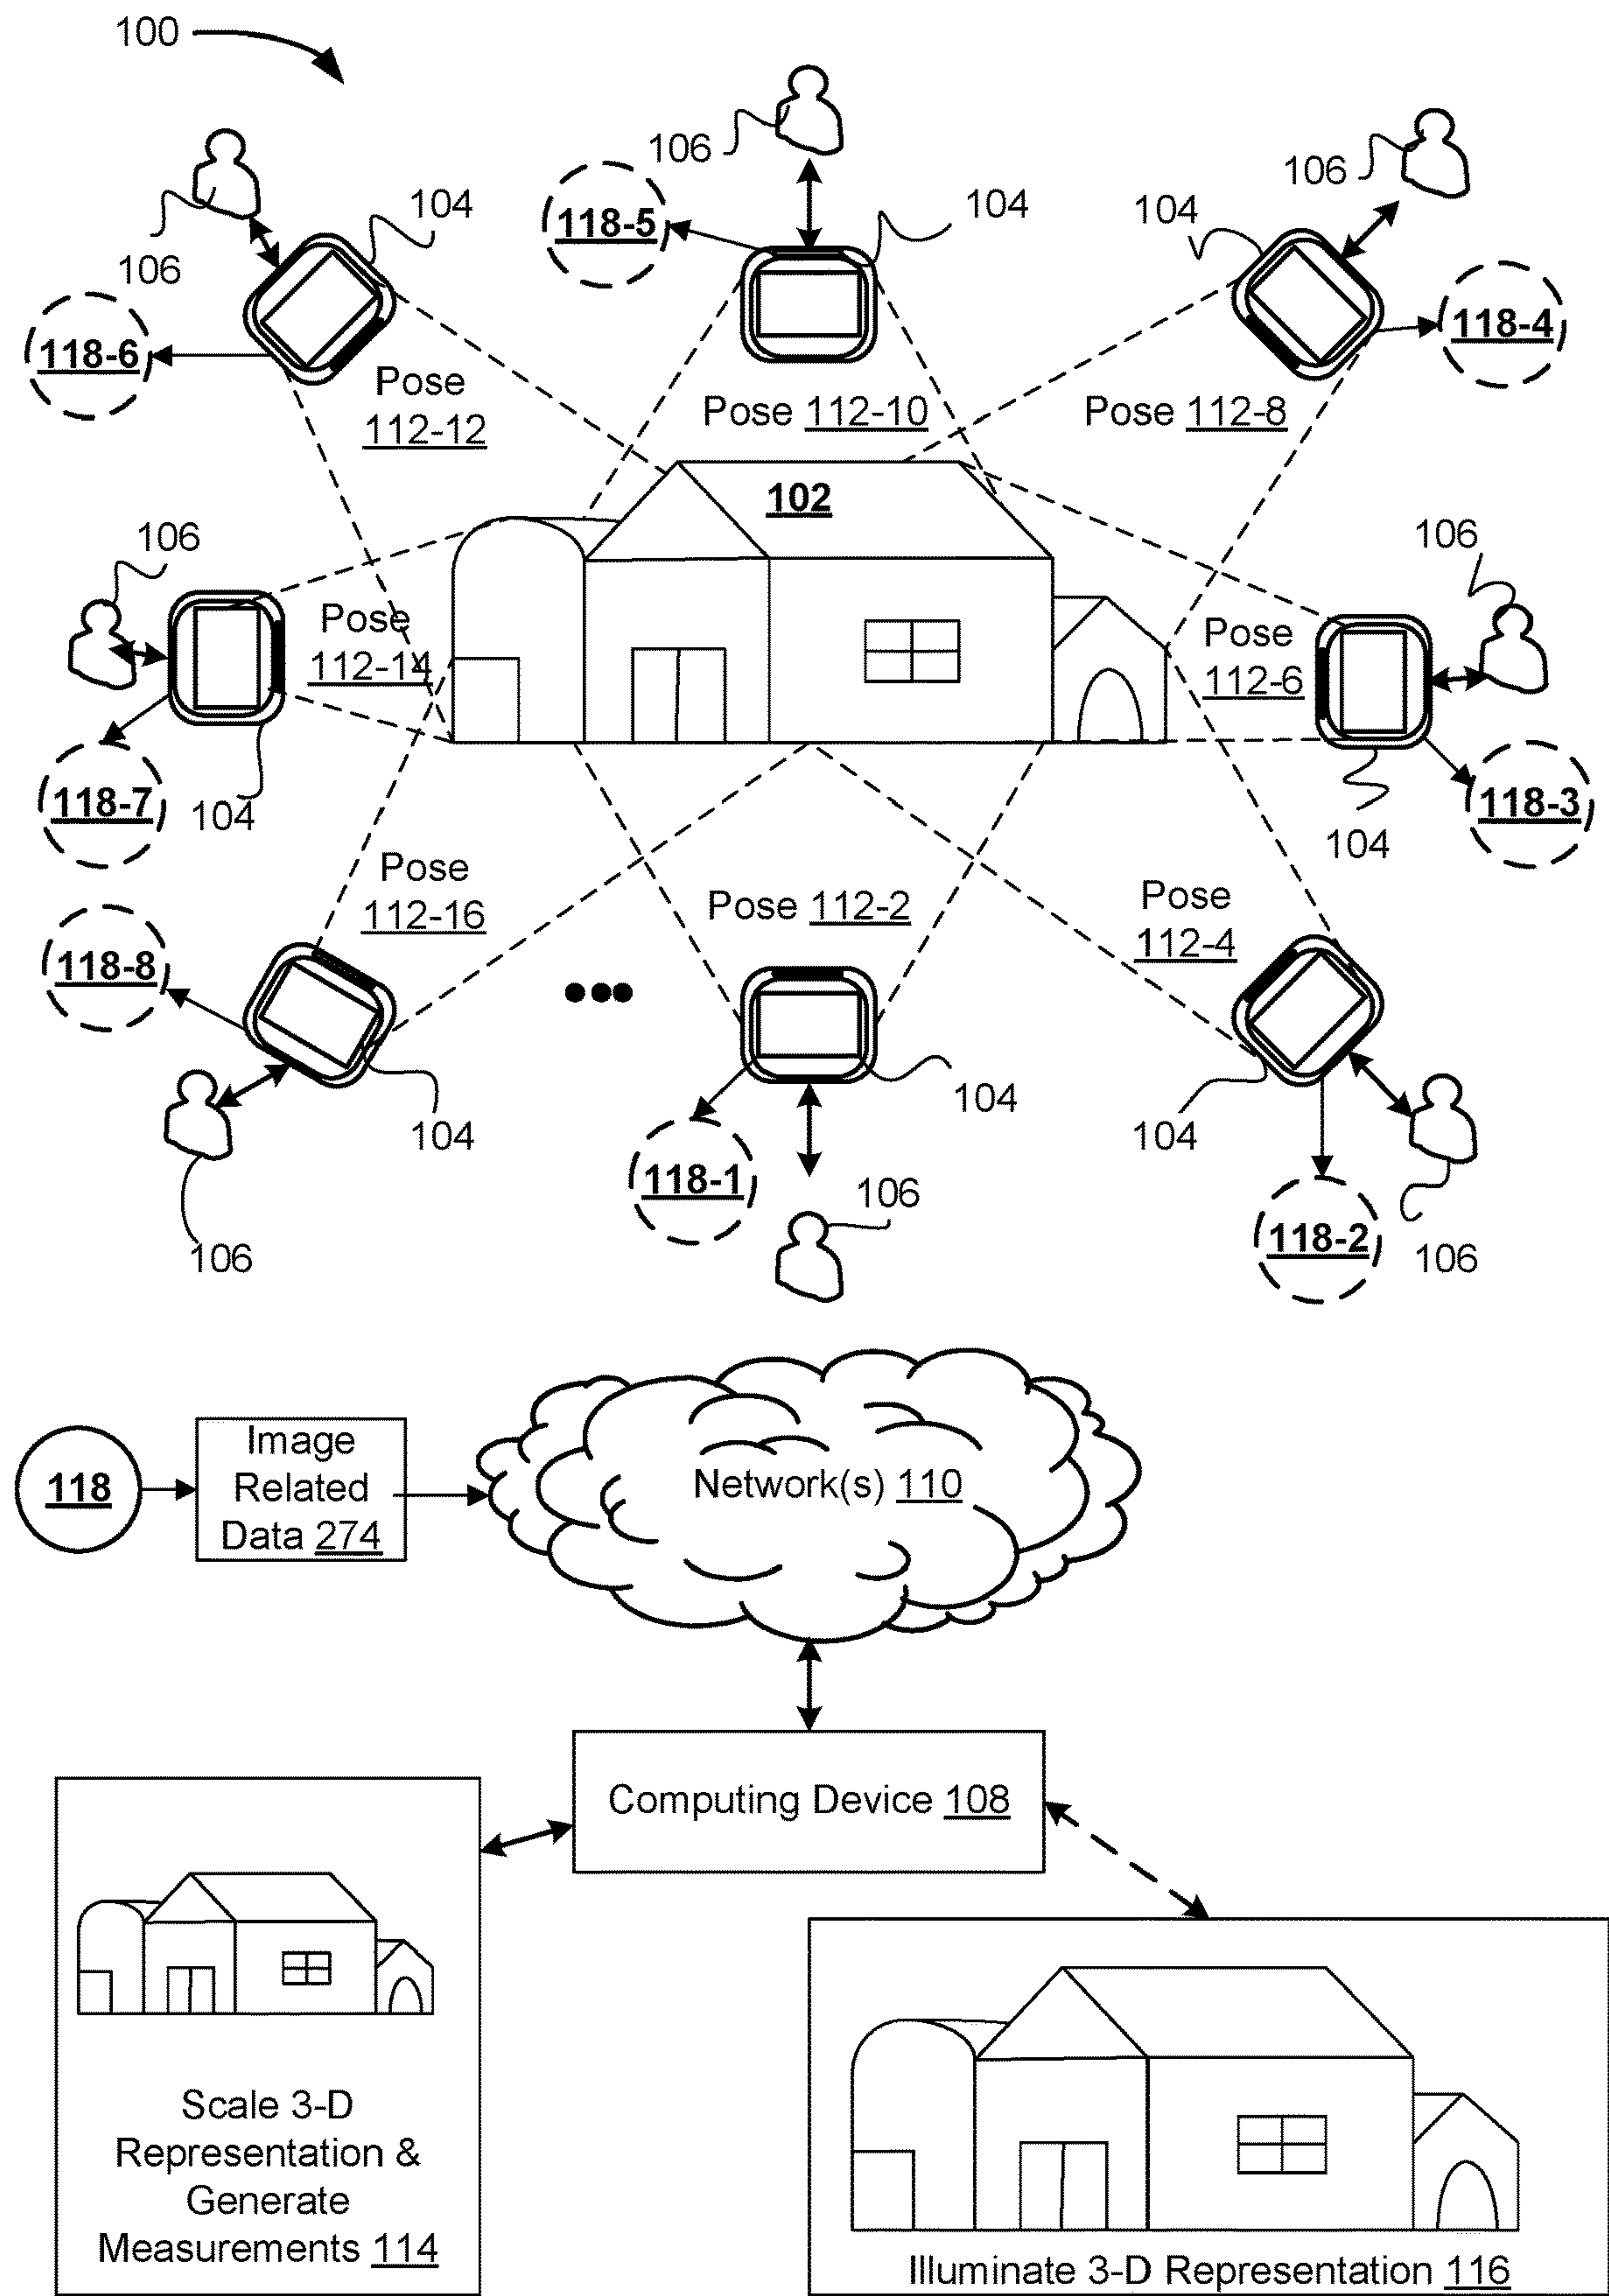 100
106
106
106
104
104
104
118-5
106
118-6
118-4
Pose
112-12
Pose 112-10
Pose 112-8
102
106
106
Pose
112-14
Pose
112-6
118-7
104
118-3
104
Pose
112-16
Pose 112-2
Pose
112-4
118-8
104
104
104
118-1
106
118-2
106
106
118
Image
Related
Data 274
Network(s) 110
Computing Device 108
Scale 3-D
Representation &
Generate
Measurements 114
Illuminate 3-D Representation 116